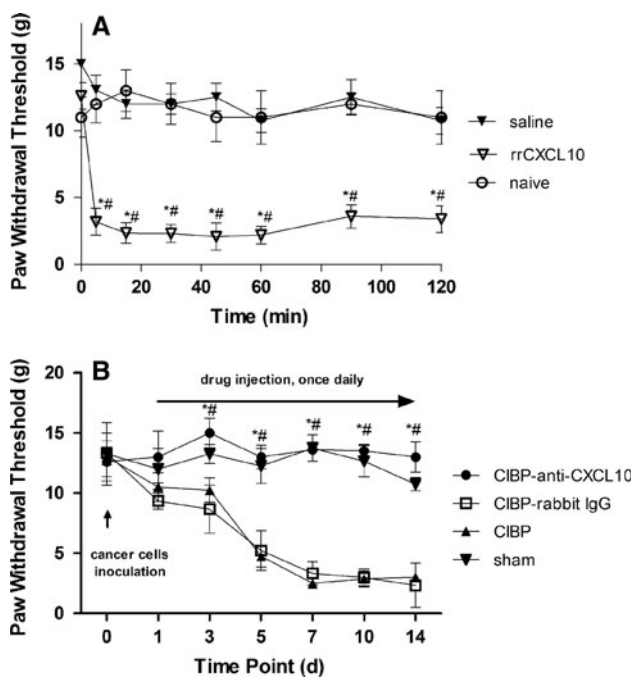 A
Paw Withdrawal Threshold (g)
15
10
5
0
*# *# *# *# *# *# *#
0 20 40 60 80 100 120
Time (min)
saline
rrCXCL10
naive
B
Paw Withdrawal Threshold (g)
20
15
10
5
0
drug injection, once daily
*# *# *# *# *#
cancer cells
inoculation
0 1 3 5 7 10 14
Time Point (d)
CIBP-anti-CXCL10
CIBP-rabbit IgG
CIBP
sham